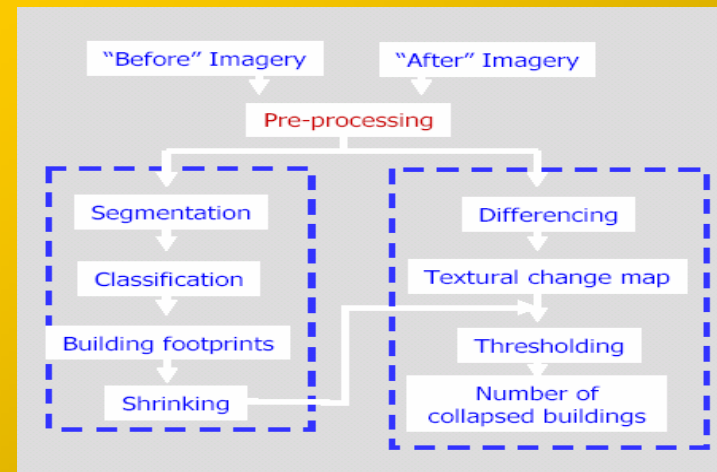 “Before” Imagery
“After” Imagery
Pre-processing
Segmentation
Classification
Building footprints
Shrinking
Differencing
Textural change map
Thresholding
Number of
collapsed buildings